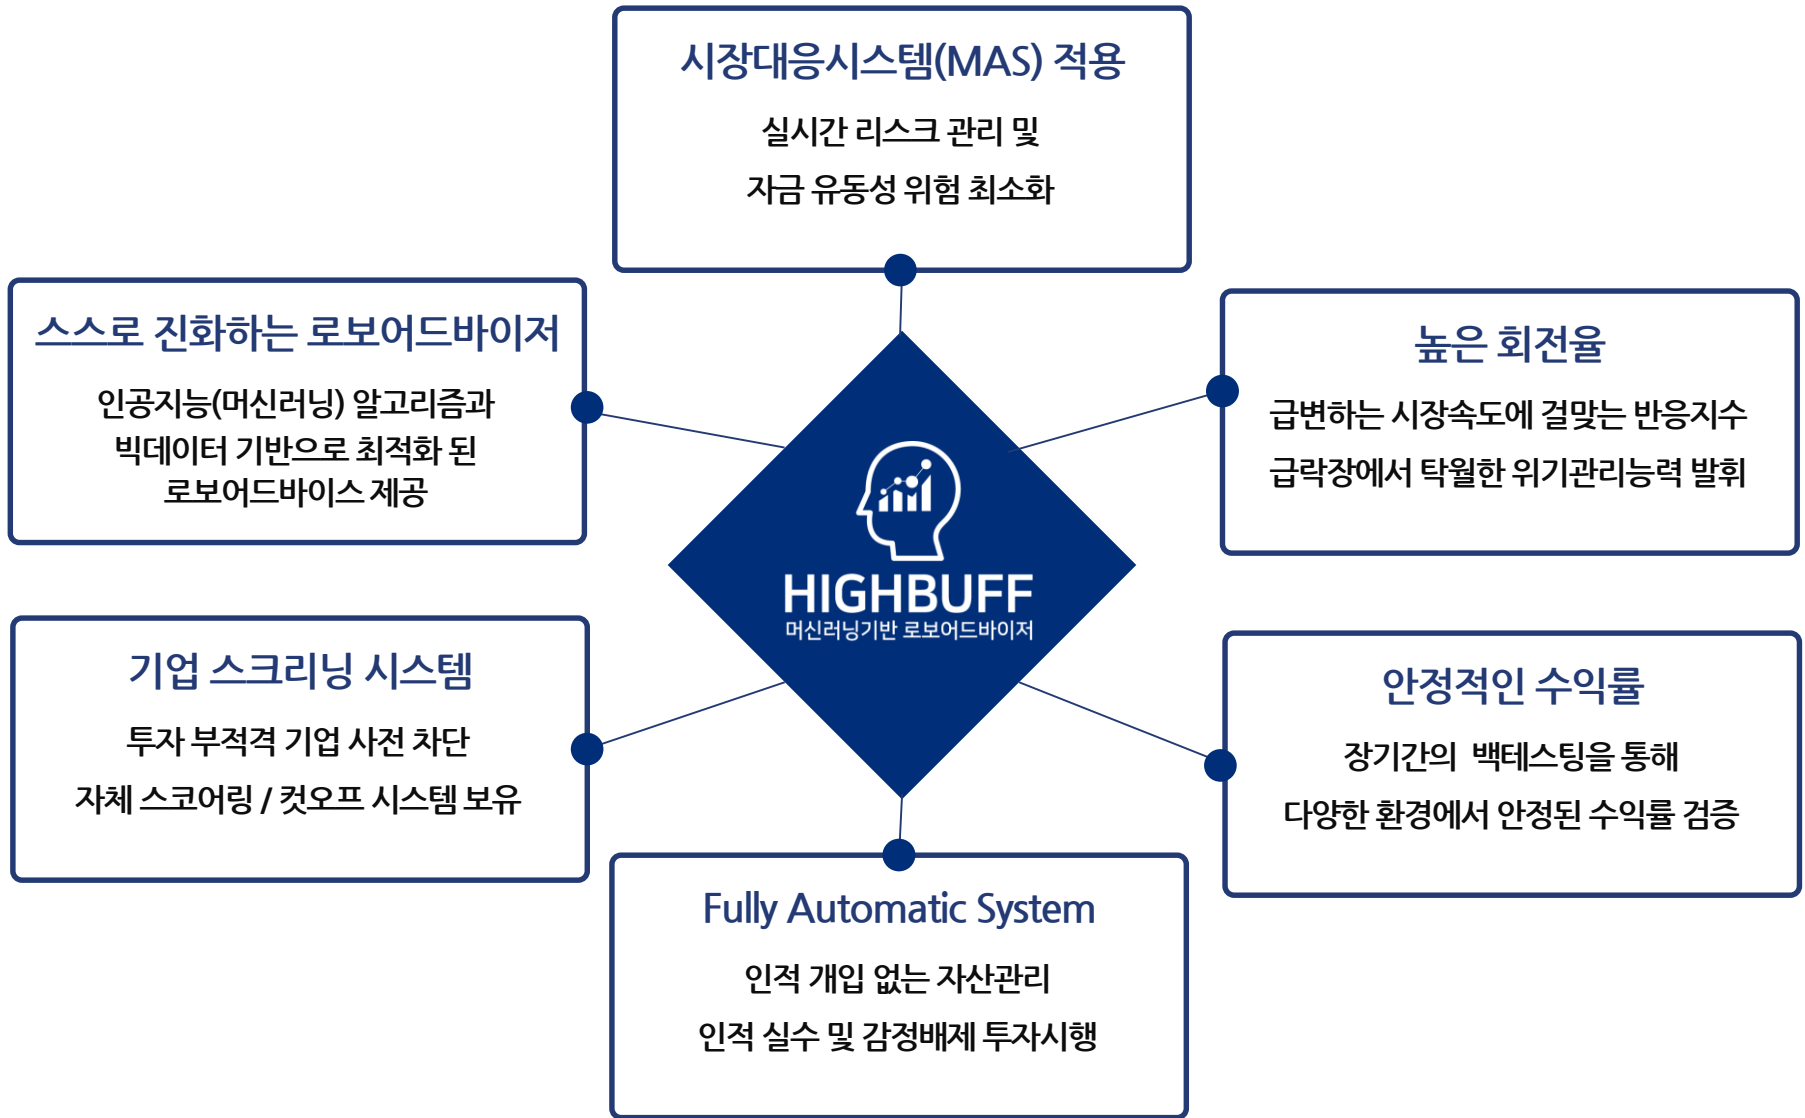 시장대응시스템(MAS) 적용
실시간 리스크 관리 및
자금 유동성 위험 최소화
스스로 진화하는 로보어드바이저
인공지능(머신러닝) 알고리즘과
빅데이터 기반으로 최적화 된
로보어드바이스 제공
높은 회전율
급변하는 시장속도에 걸맞는 반응지수
급락장에서 탁월한 위기관리능력 발휘
HIGHBUFF
머신러닝기반 로보어드바이저
기업 스크리닝 시스템
투자 부적격 기업 사전 차단
자체 스코어링 / 컷오프 시스템 보유
안정적인 수익률
장기간의 백테스팅을 통해
다양한 환경에서 안정된 수익률 검증
Fully Automatic System
인적 개입 없는 자산관리
인적 실수 및 감정배제 투자시행